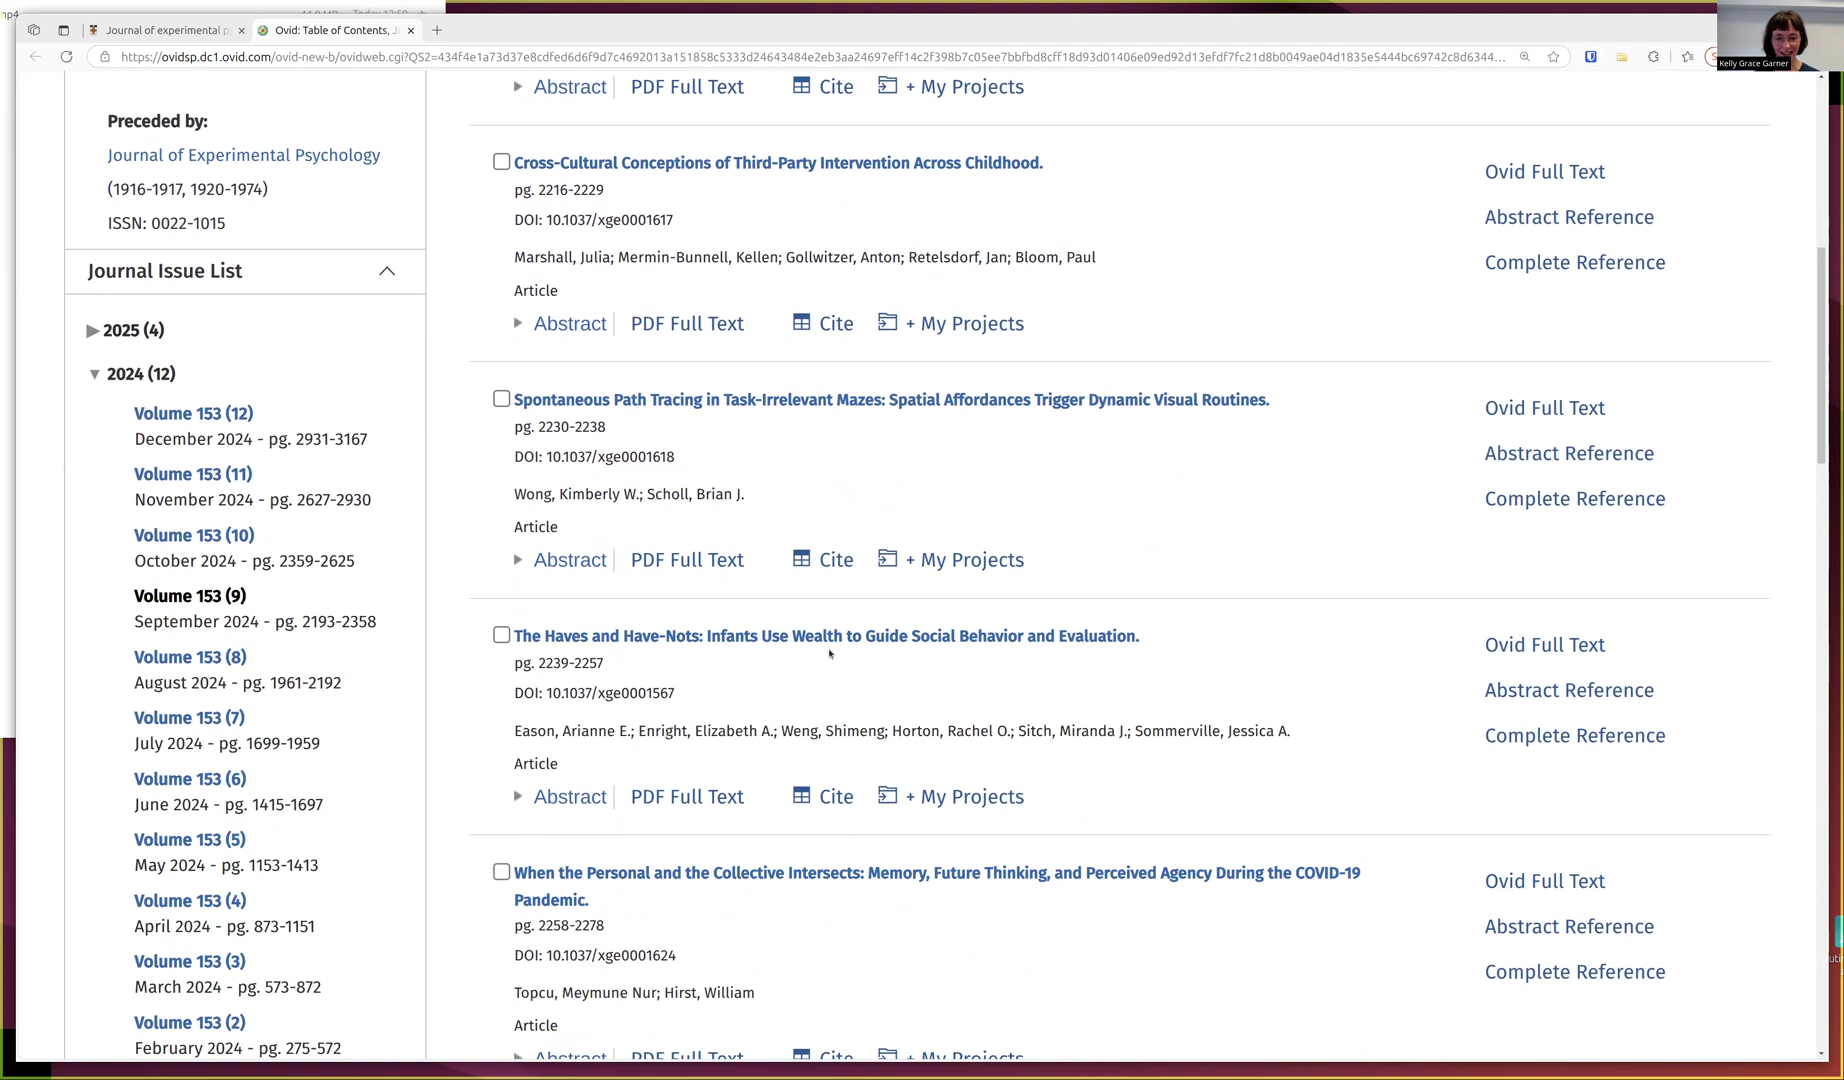 mp4
Journal of experimental p
Ovid: Table of Contents, J
https://ovidsp.dc1.ovid.com/ovid-new-b/ovidweb.cgi?QS2=434f4e1a73d37e8cdfed6d6f9d7c4692013a151858c5333d24643484e2eb3aa24697eff14c2f398b7c05ee7bbfbd8cff18d93d01406e09ed92d13efdf7fc21d8b0049ae04d1835e5444bc69742c8d6344...
Kelly Grace Garner
Preceded by:
Journal of Experimental Psychology
(1916-1917, 1920-1974)
ISSN: 0022-1015
Journal Issue List
2025 (4)
2024 (12)
Volume 153 (12)
December 2024 - pg. 2931-3167
Volume 153 (11)
November 2024 - pg. 2627-2930
Volume 153 (10)
October 2024 - pg. 2359-2625
Volume 153 (9)
September 2024 - pg. 2193-2358
Volume 153 (8)
August 2024 - pg. 1961-2192
Volume 153 (7)
July 2024 - pg. 1699-1959
Volume 153 (6)
June 2024 - pg. 1415-1697
Volume 153 (5)
May 2024 - pg. 1153-1413
Volume 153 (4)
April 2024 - pg. 873-1151
Volume 153 (3)
March 2024 - pg. 573-872
Volume 153 (2)
February 2024 - pg. 275-572
Abstract PDF Full Text Cite + My Projects
Cross-Cultural Conceptions of Third-Party Intervention Across Childhood.
pg. 2216-2229
DOI: 10.1037/xge0001617
Marshall, Julia; Mermin-Bunnell, Kellen; Gollwitzer, Anton; Retelsdorf, Jan; Bloom, Paul
Article
Abstract PDF Full Text Cite + My Projects
Ovid Full Text
Abstract Reference
Complete Reference
Spontaneous Path Tracing in Task-Irrelevant Mazes: Spatial Affordances Trigger Dynamic Visual Routines.
pg. 2230-2238
DOI: 10.1037/xge0001618
Wong, Kimberly W.; Scholl, Brian J.
Article
Abstract PDF Full Text Cite + My Projects
Ovid Full Text
Abstract Reference
Complete Reference
The Haves and Have-Nots: Infants Use Wealth to Guide Social Behavior and Evaluation.
pg. 2239-2257
DOI: 10.1037/xge0001567
Eason, Arianne E.; Enright, Elizabeth A.; Weng, Shimeng; Horton, Rachel O.; Sitch, Miranda J.; Sommerville, Jessica A.
Article
Abstract PDF Full Text Cite + My Projects
Ovid Full Text
Abstract Reference
Complete Reference
When the Personal and the Collective Intersects: Memory, Future Thinking, and Perceived Agency During the COVID-19
Pandemic.
pg. 2258-2278
DOI: 10.1037/xge0001624
Topcu, Meymune Nur; Hirst, William
Article
Abstract PDF Full Text Cite + My Projects
Ovid Full Text
Abstract Reference
Complete Reference